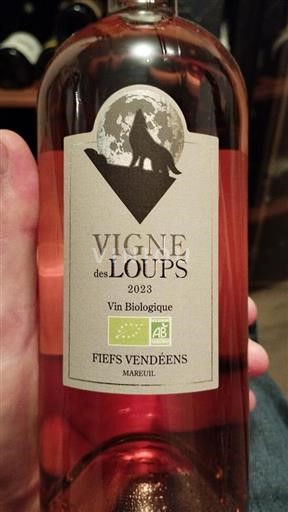 VIGNE
des LOUPS
2023
Vin Biologique
AB
FIEFS VENDÉENS
MAREUIL